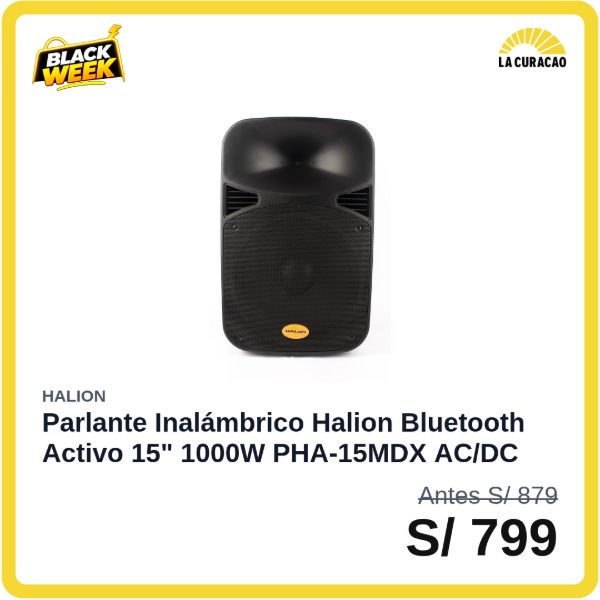 BLACK
WEEK
LA CURACAO
HALION
HALION
Parlante Inalámbrico Halion Bluetooth
Activo 15" 1000W PHA-15MDX AC/DC
Antes S/ 879
S/ 799